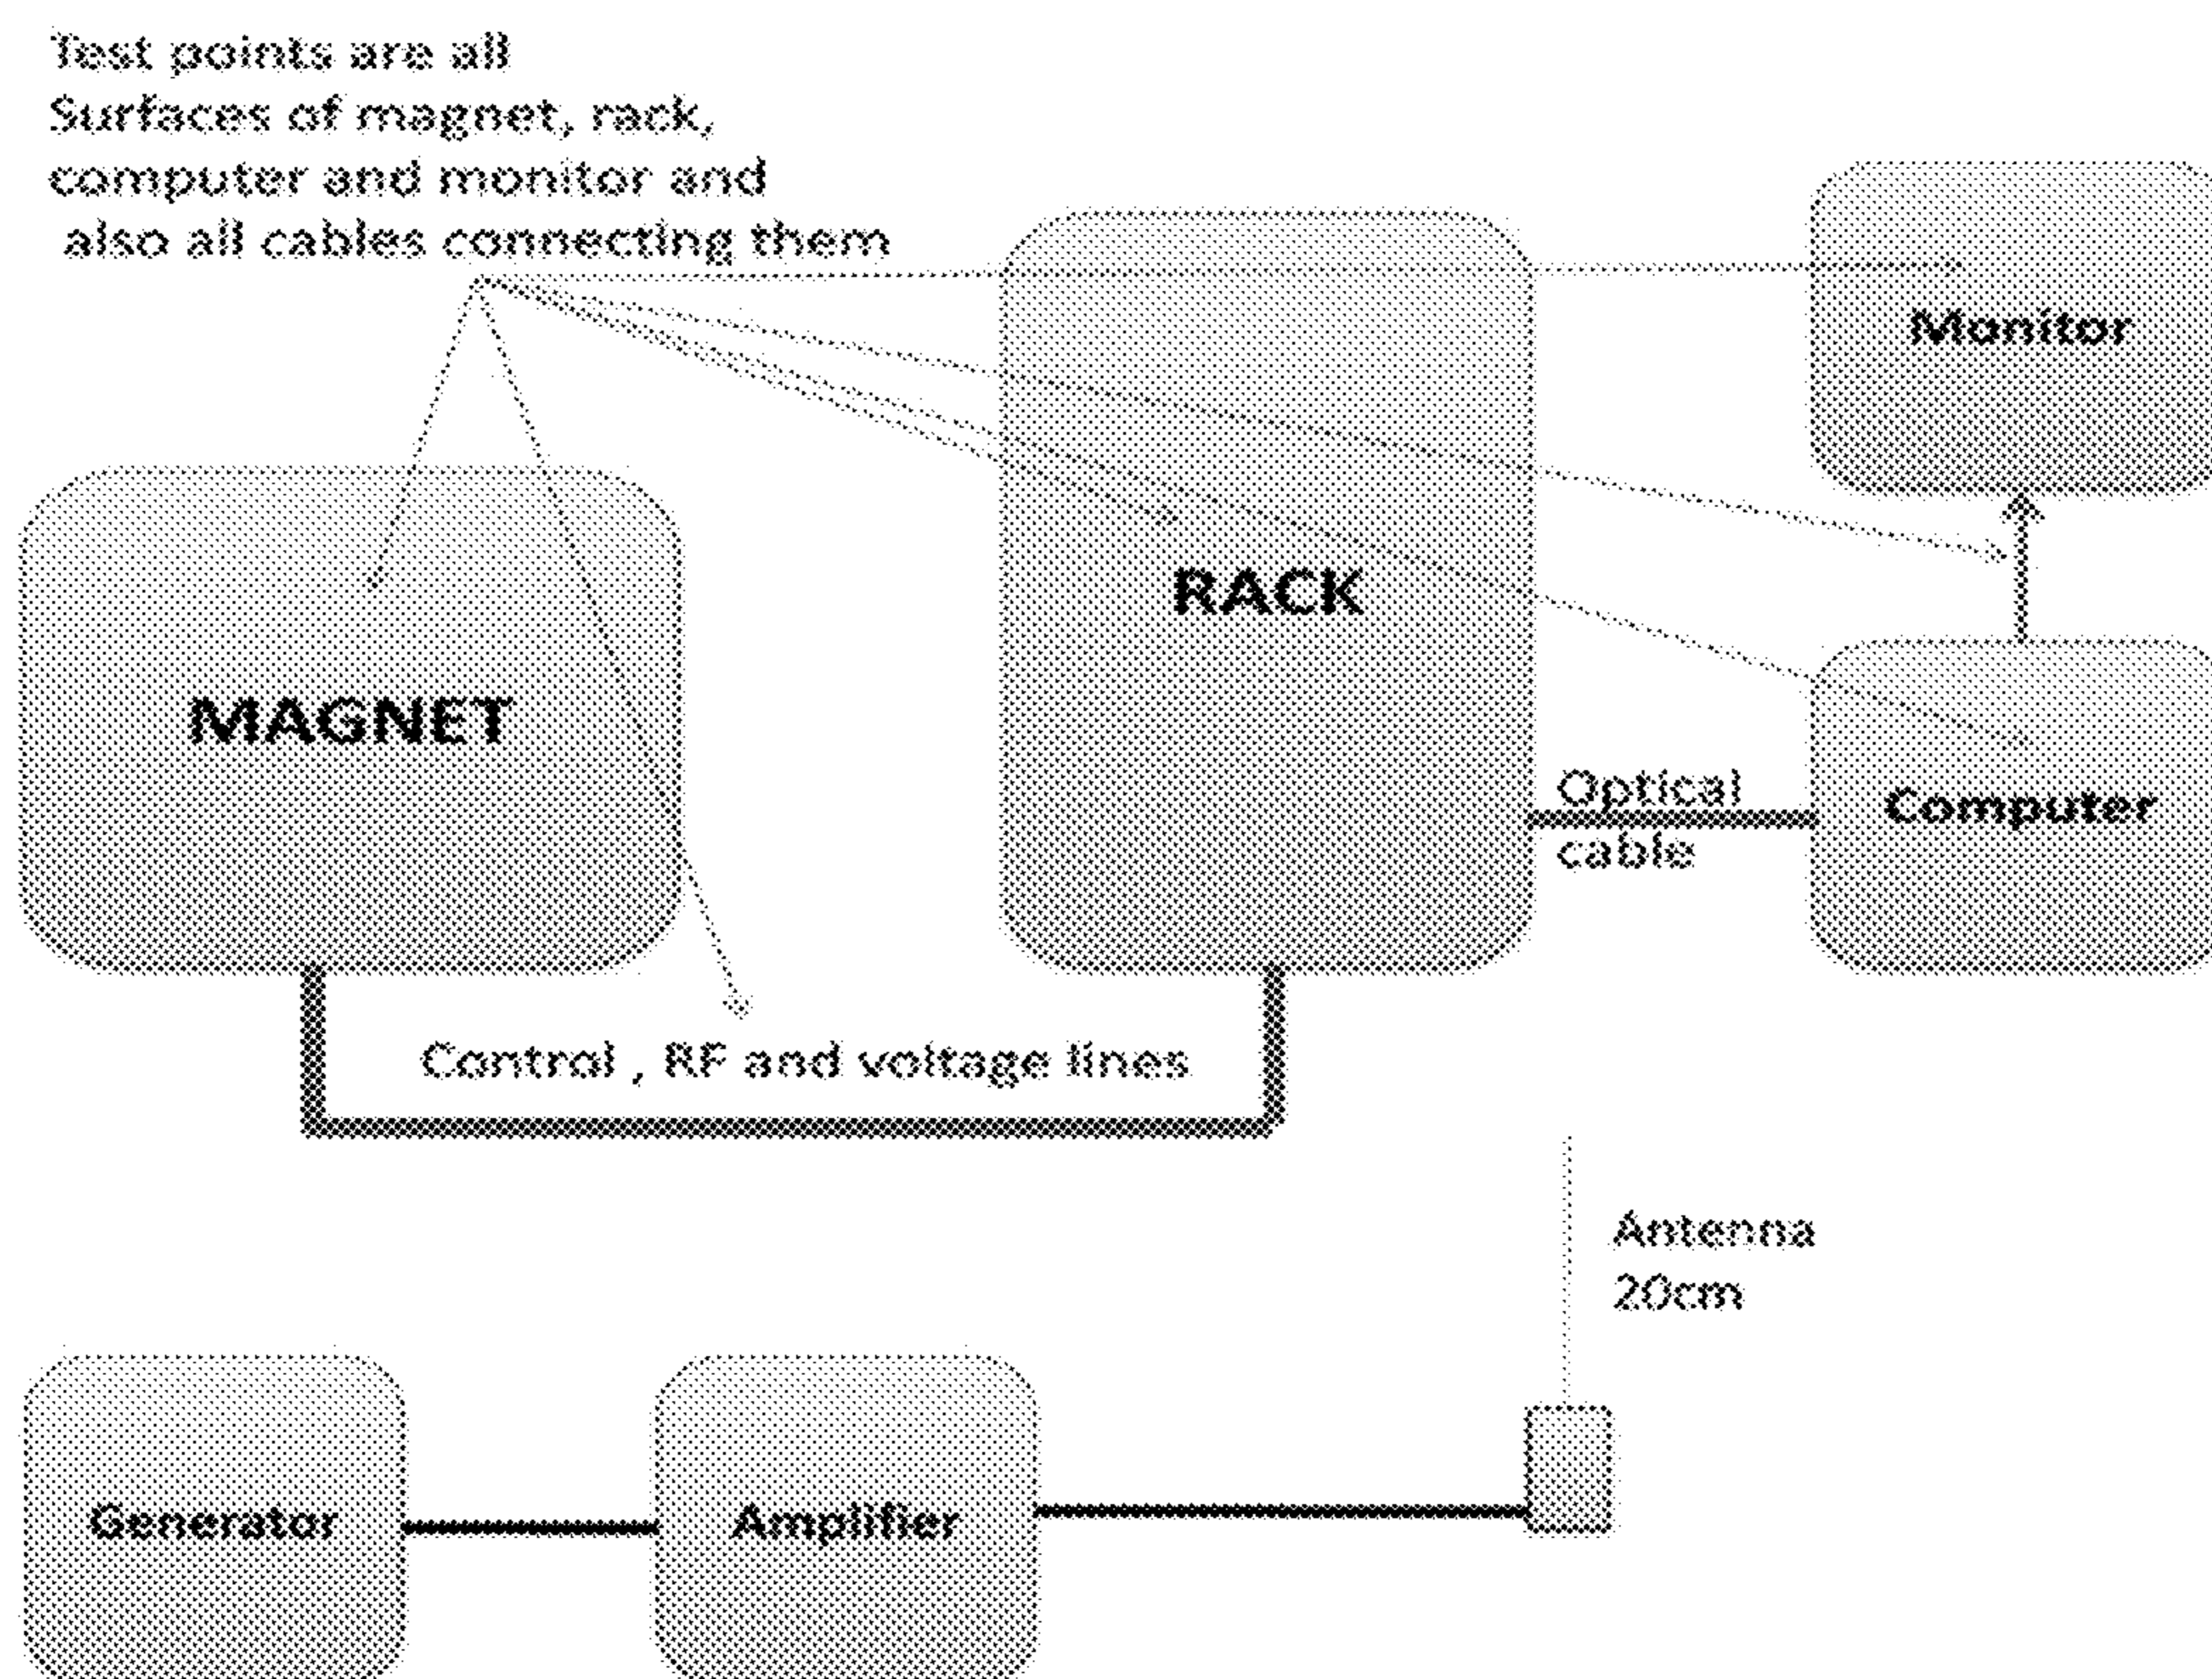 Test points are all
Surfaces of magnet, rack,
computer and monitor and
also all cables connecting them
Monitor
RACK
MAGNET
Optical
cable
Computer
Control , RF and voltage lines
Antenna
20cm
Generator
Amplifier